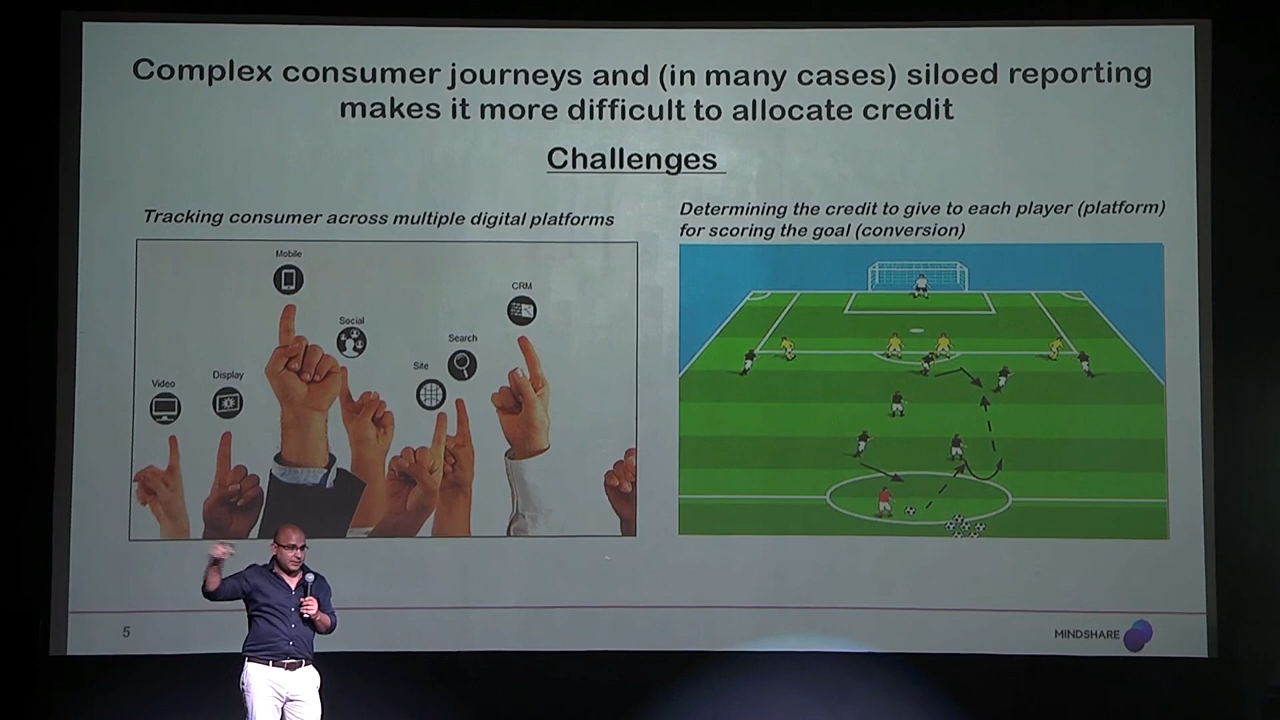 Complex consumer journeys and (in many cases) siloed reporting
makes it more difficult to allocate credit
Challenges
Tracking consumer across multiple digital platforms
Determining the credit to give to each player (platform)
for scoring the goal (conversion)
Mobile
CRM
Social
Search
Site
Display
Video
5
MINDSHARE